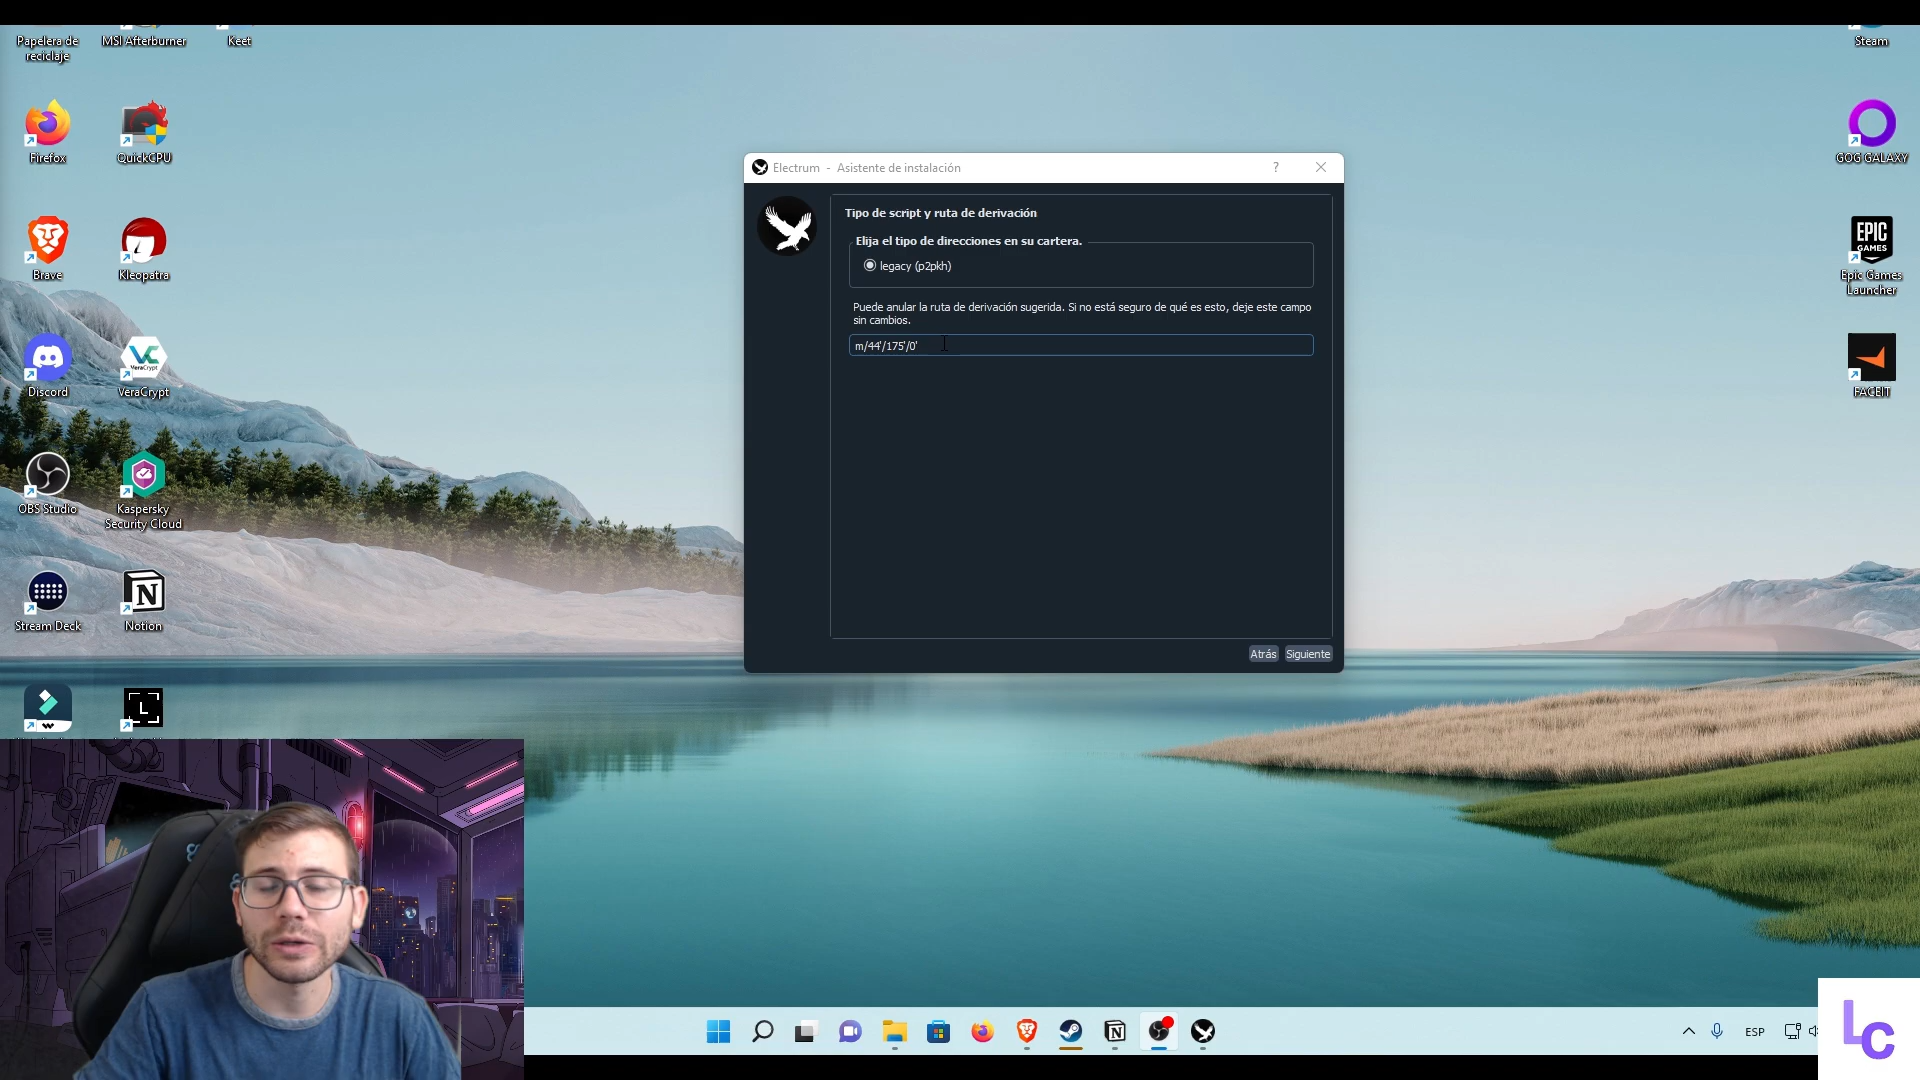 Papelera de
reciclaje
MSI Afterburner
Keet
Steam
Firefox
QuickCPU
GOG GALAXY
Brave
Kleopatra
EPIC
GAMES
Epic Games
Launcher
Discord
VeraCrypt
FACEIT
OBS Studio
Kaspersky
Security Cloud
Stream Deck
Notion
Electrum - Asistente de instalación
Tipo de script y ruta de derivación
Elija el tipo de direcciones en su cartera.
legacy (p2pkh)
Puede anular la ruta de derivación sugerida. Si no está seguro de qué es esto, deje este campo
sin cambios.
m/44'/175'/0'
Atrás
Siguiente
ESP
LC